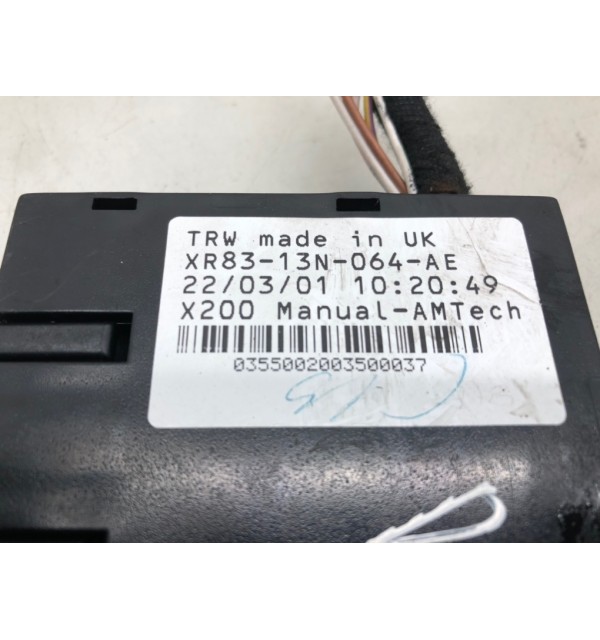 TRW made in UK
XR83-13N-064-AE
22/03/01 10:20:49
X200 Manual-AMTech
0355002003500037